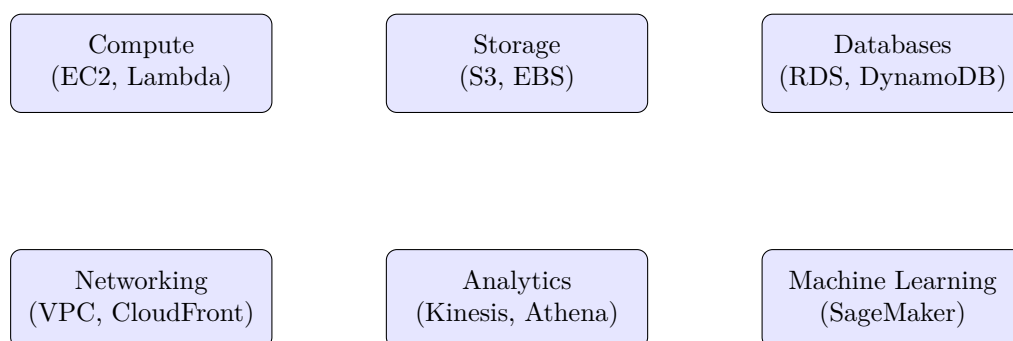 Compute
(EC2, Lambda)
Storage
(S3, EBS)
Databases
(RDS, DynamoDB)
Networking
(VPC, CloudFront)
Analytics
(Kinesis, Athena)
Machine Learning
(SageMaker)